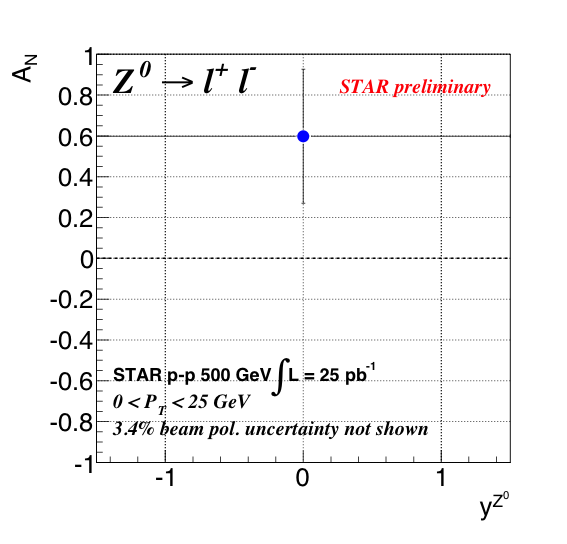 A_N
Z^0 → l^+ l^-
STAR preliminary
1
0.8
0.6
0.4
0.2
0
-0.2
-0.4
-0.6
-0.8
-1
STAR p-p 500 GeV ∫L = 25 pb^-1
0 < P_T < 25 GeV
3.4% beam pol. uncertainty not shown
-1 0 1
y^Z^0